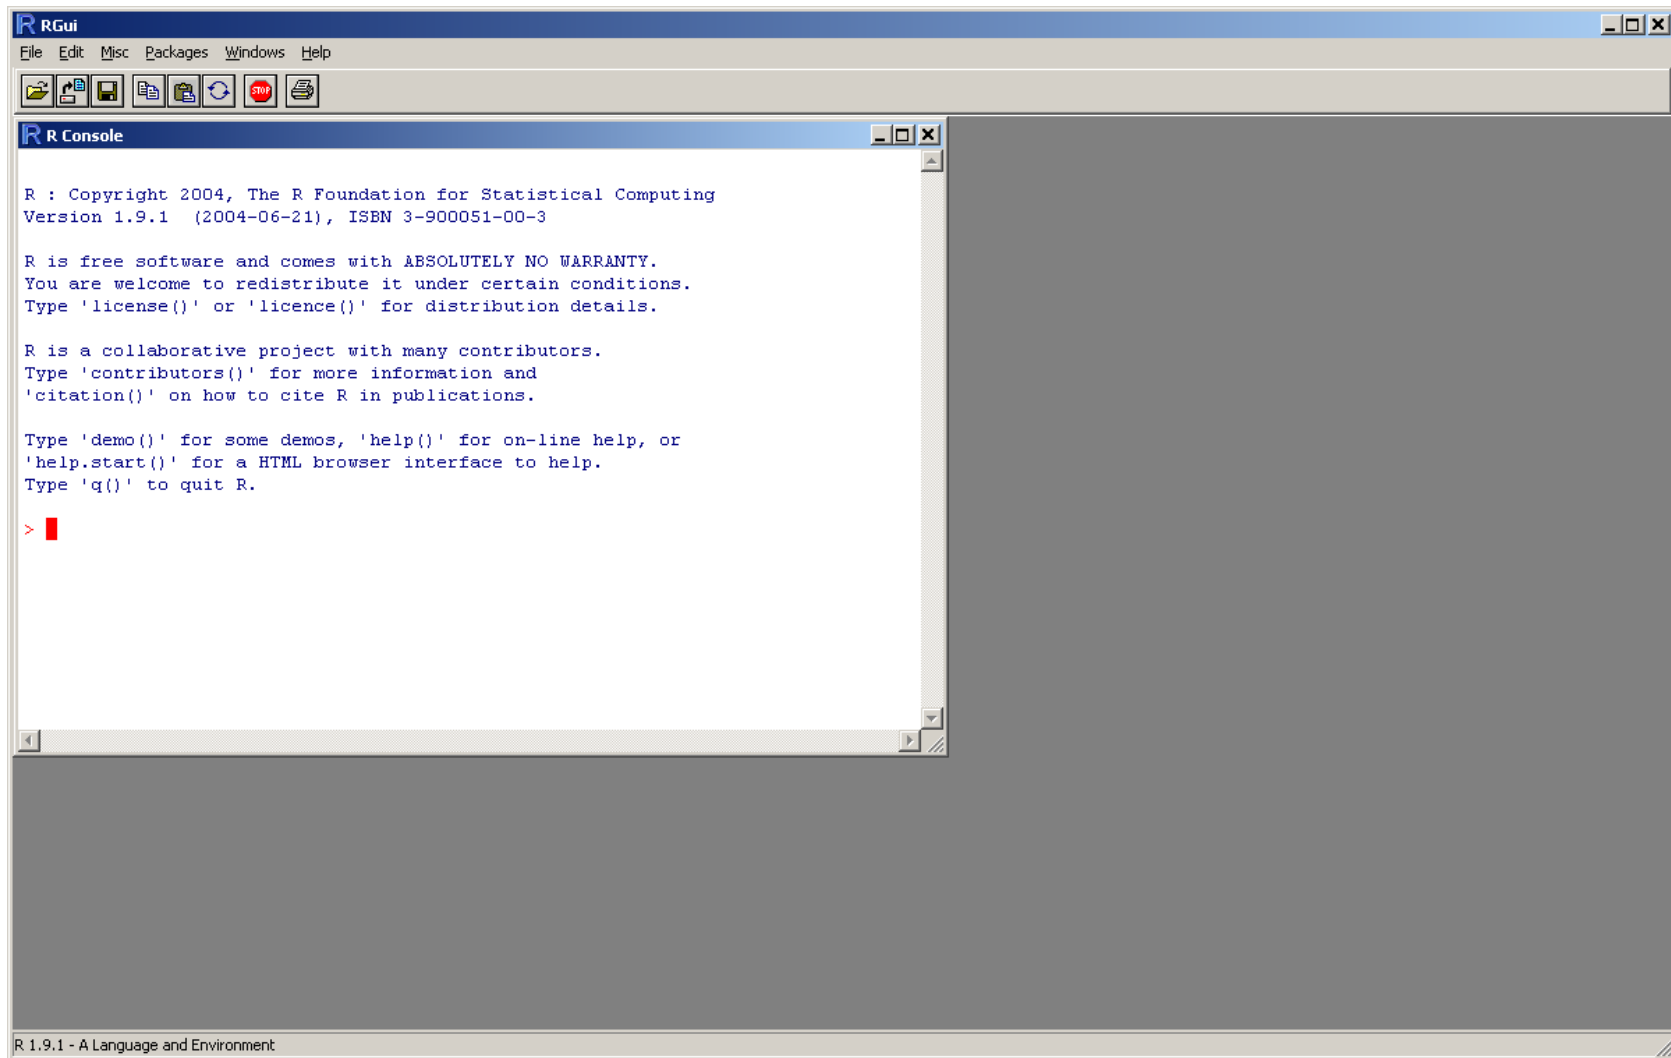 RGui
File Edit Misc Packages Windows Help
STOP
R Console
R : Copyright 2004, The R Foundation for Statistical Computing
Version 1.9.1  (2004-06-21), ISBN 3-900051-00-3
R is free software and comes with ABSOLUTELY NO WARRANTY.
You are welcome to redistribute it under certain conditions.
Type 'license()' or 'licence()' for distribution details.
R is a collaborative project with many contributors.
Type 'contributors()' for more information and
'citation()' on how to cite R in publications.
Type 'demo()' for some demos, 'help()' for on-line help, or
'help.start()' for a HTML browser interface to help.
Type 'q()' to quit R.
>
R 1.9.1 - A Language and Environment